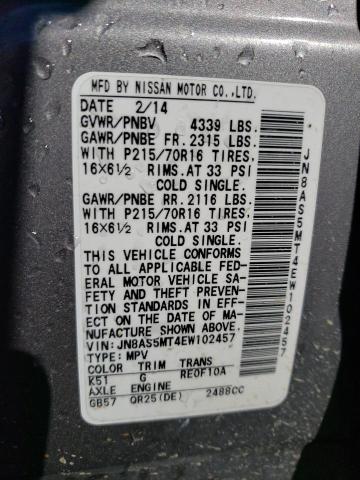 MFD BY NISSAN MOTOR CO.,LTD.
DATE 2/14
GVWR/PNBV 4339 LBS.
GAWR/PNBE FR. 2315 LBS.
WITH P215/70R16 TIRES,
16×6½ RIMS.AT 33 PSI
COLD SINGLE.
GAWR/PNBE RR. 2116 LBS.
WITH P215/70R16 TIRES,
16×6½ RIMS.AT 33 PSI
COLD SINGLE.
THIS VEHICLE CONFORMS
TO ALL APPLICABLE FED-
ERAL MOTOR VEHICLE SA-
FETY AND THEFT PREVEN-
TION STANDARDS IN EFF-
ECT ON THE DATE OF MA-
NUFACTURE SHOWN ABOVE.
VIN:JN8AS5MT4EW102457
TYPE: MPV
COLOR TRIM TRANS
K51 G RE0F10A
AXLE ENGINE
GB57 QR25(DE) 2488CC
JN8AS5MT4EW102457